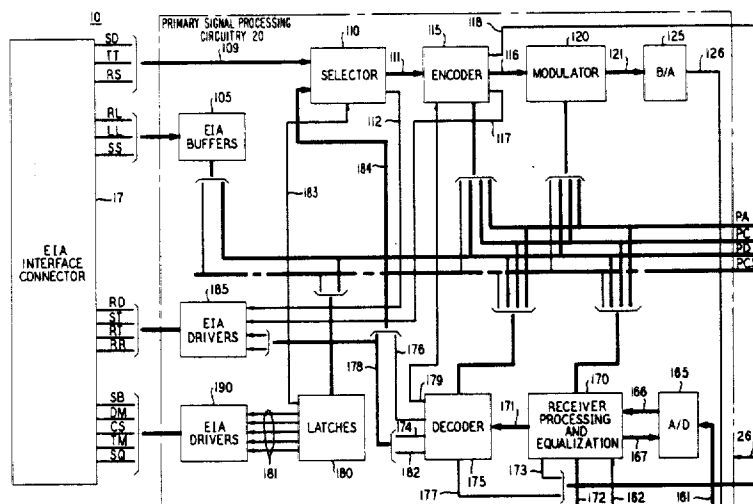 10
PRIMARY SIGNAL PROCESSING
CIRCUITRY 20
SD
TT
RS
109
110
SELECTOR
111
112
115
ENCODER
118
116
117
120
MODULATOR
121
125
B/A
126
RL
LL
SS
105
EIA
BUFFERS
183
184
17
EIA
INTERFACE
CONNECTOR
PA
PC
PD
PCS
RD
ST
RT
RR
185
EIA
DRIVERS
SB
DM
CS
TM
SQ
190
EIA
DRIVERS
181
LATCHES
180
178
176
179
174
182
177
DECODER
175
171
170
RECEIVER
PROCESSING
AND
EQUALIZATION
173
172
162
166
167
165
A/D
161
26